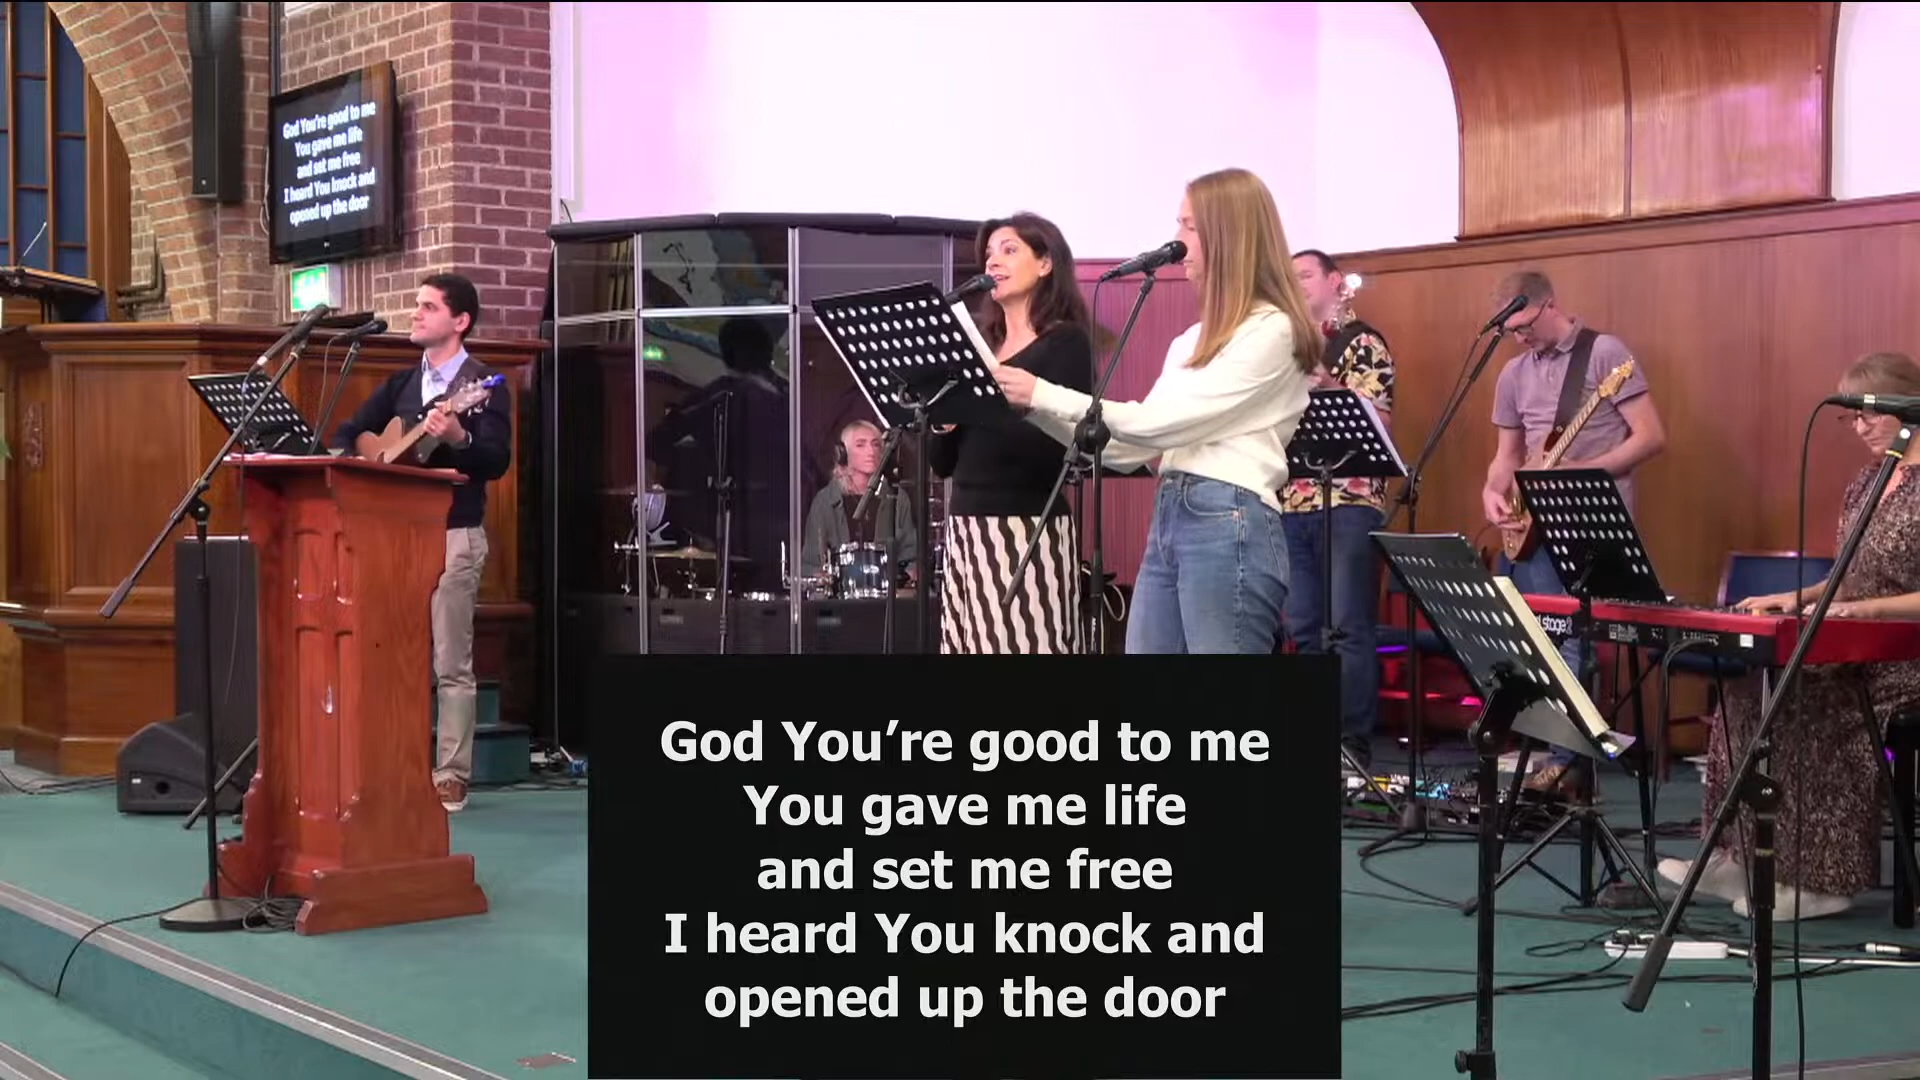 God You're good to me
You gave me life
and set me free
I heard You knock and
opened up the door
stage 2
God You’re good to me
You gave me life
and set me free
I heard You knock and
opened up the door